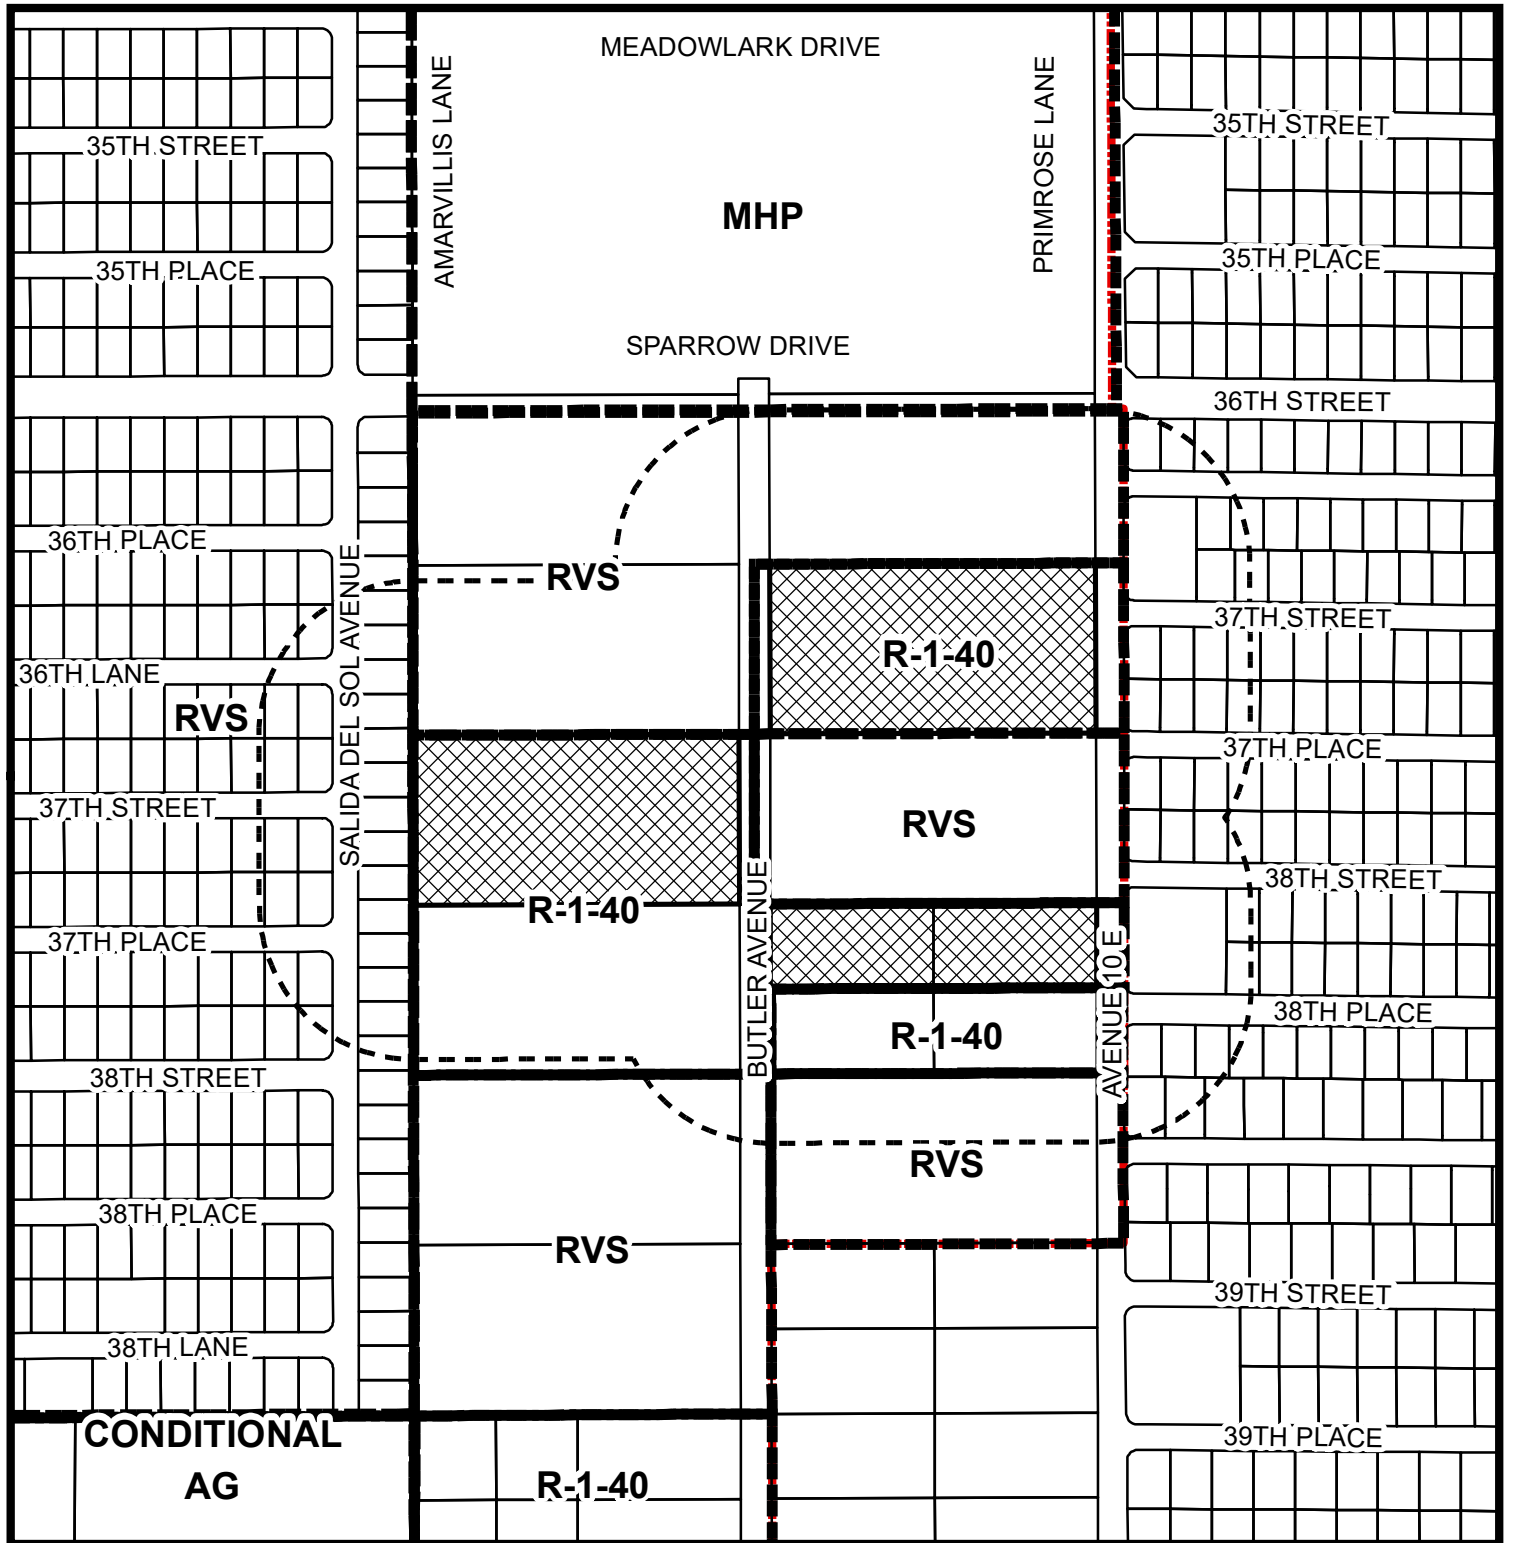 MEADOWLARK DRIVE
AMARVILLIS LANE
PRIMROSE LANE
35TH STREET
35TH STREET
MHP
35TH PLACE
35TH PLACE
SPARROW DRIVE
36TH STREET
36TH PLACE
RVS
37TH STREET
R-1-40
36TH LANE
SALIDA DEL SOL AVENUE
RVS
37TH PLACE
37TH STREET
RVS
38TH STREET
R-1-40
37TH PLACE
BUTLER AVENUE
AVENUE 10 E
38TH PLACE
R-1-40
38TH STREET
RVS
38TH PLACE
RVS
39TH STREET
38TH LANE
CONDITIONAL
AG
39TH PLACE
R-1-40